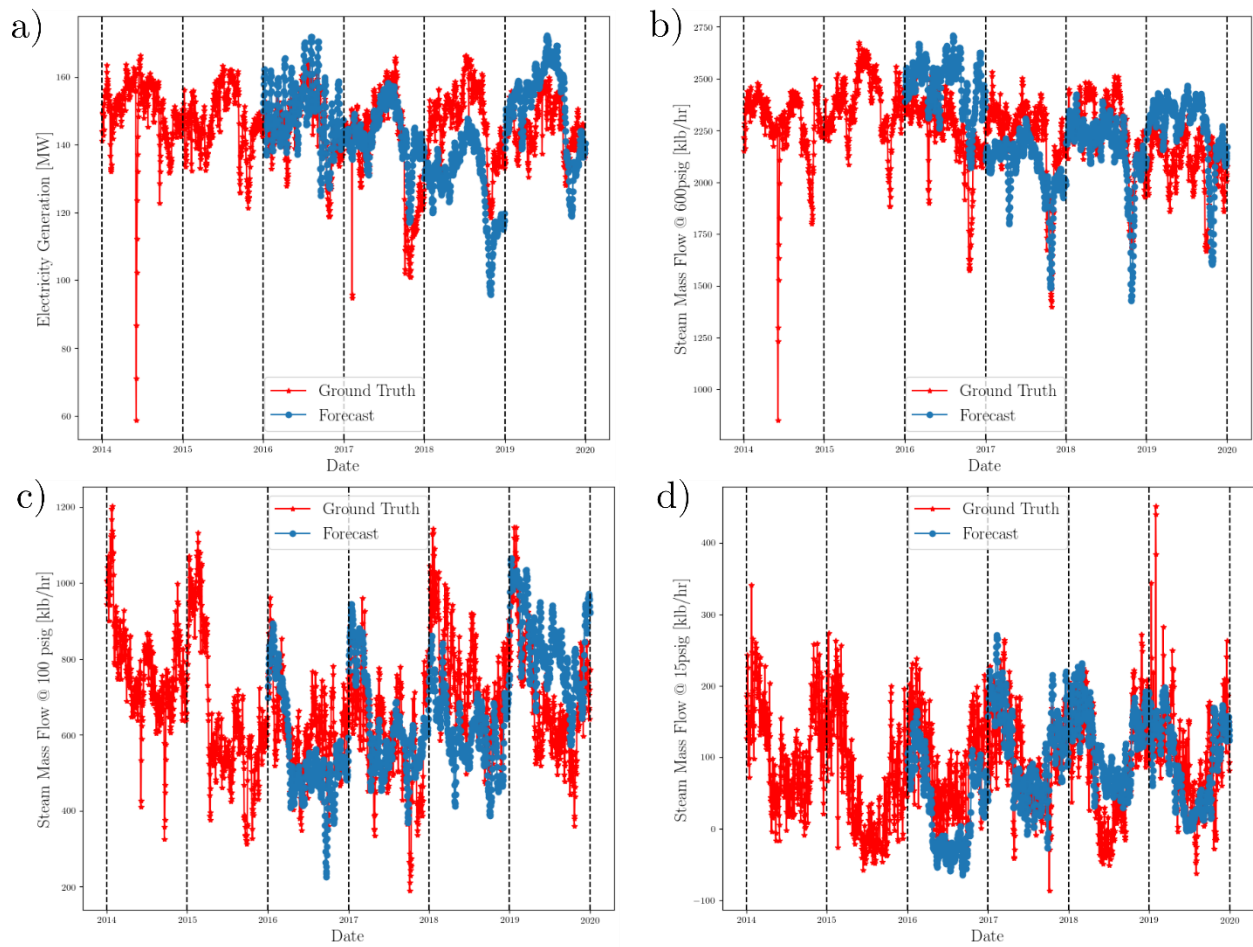 a)
160
140
120
100
80
60
Electricity Generation [MW]
Ground Truth
Forecast
2014
2015
2016
2017
2018
2019
2020
Date
b)
2750
2500
2250
2000
1750
1500
1250
1000
Steam Mass Flow @ 600psig [klb/hr]
Ground Truth
Forecast
2014
2015
2016
2017
2018
2019
2020
Date
c)
1200
1000
800
600
400
200
Steam Mass Flow @ 100 psig [klb/hr]
Ground Truth
Forecast
2014
2015
2016
2017
2018
2019
2020
Date
d)
400
300
200
100
0
−100
Steam Mass Flow @ 15psig [klb/hr]
Ground Truth
Forecast
2014
2015
2016
2017
2018
2019
2020
Date